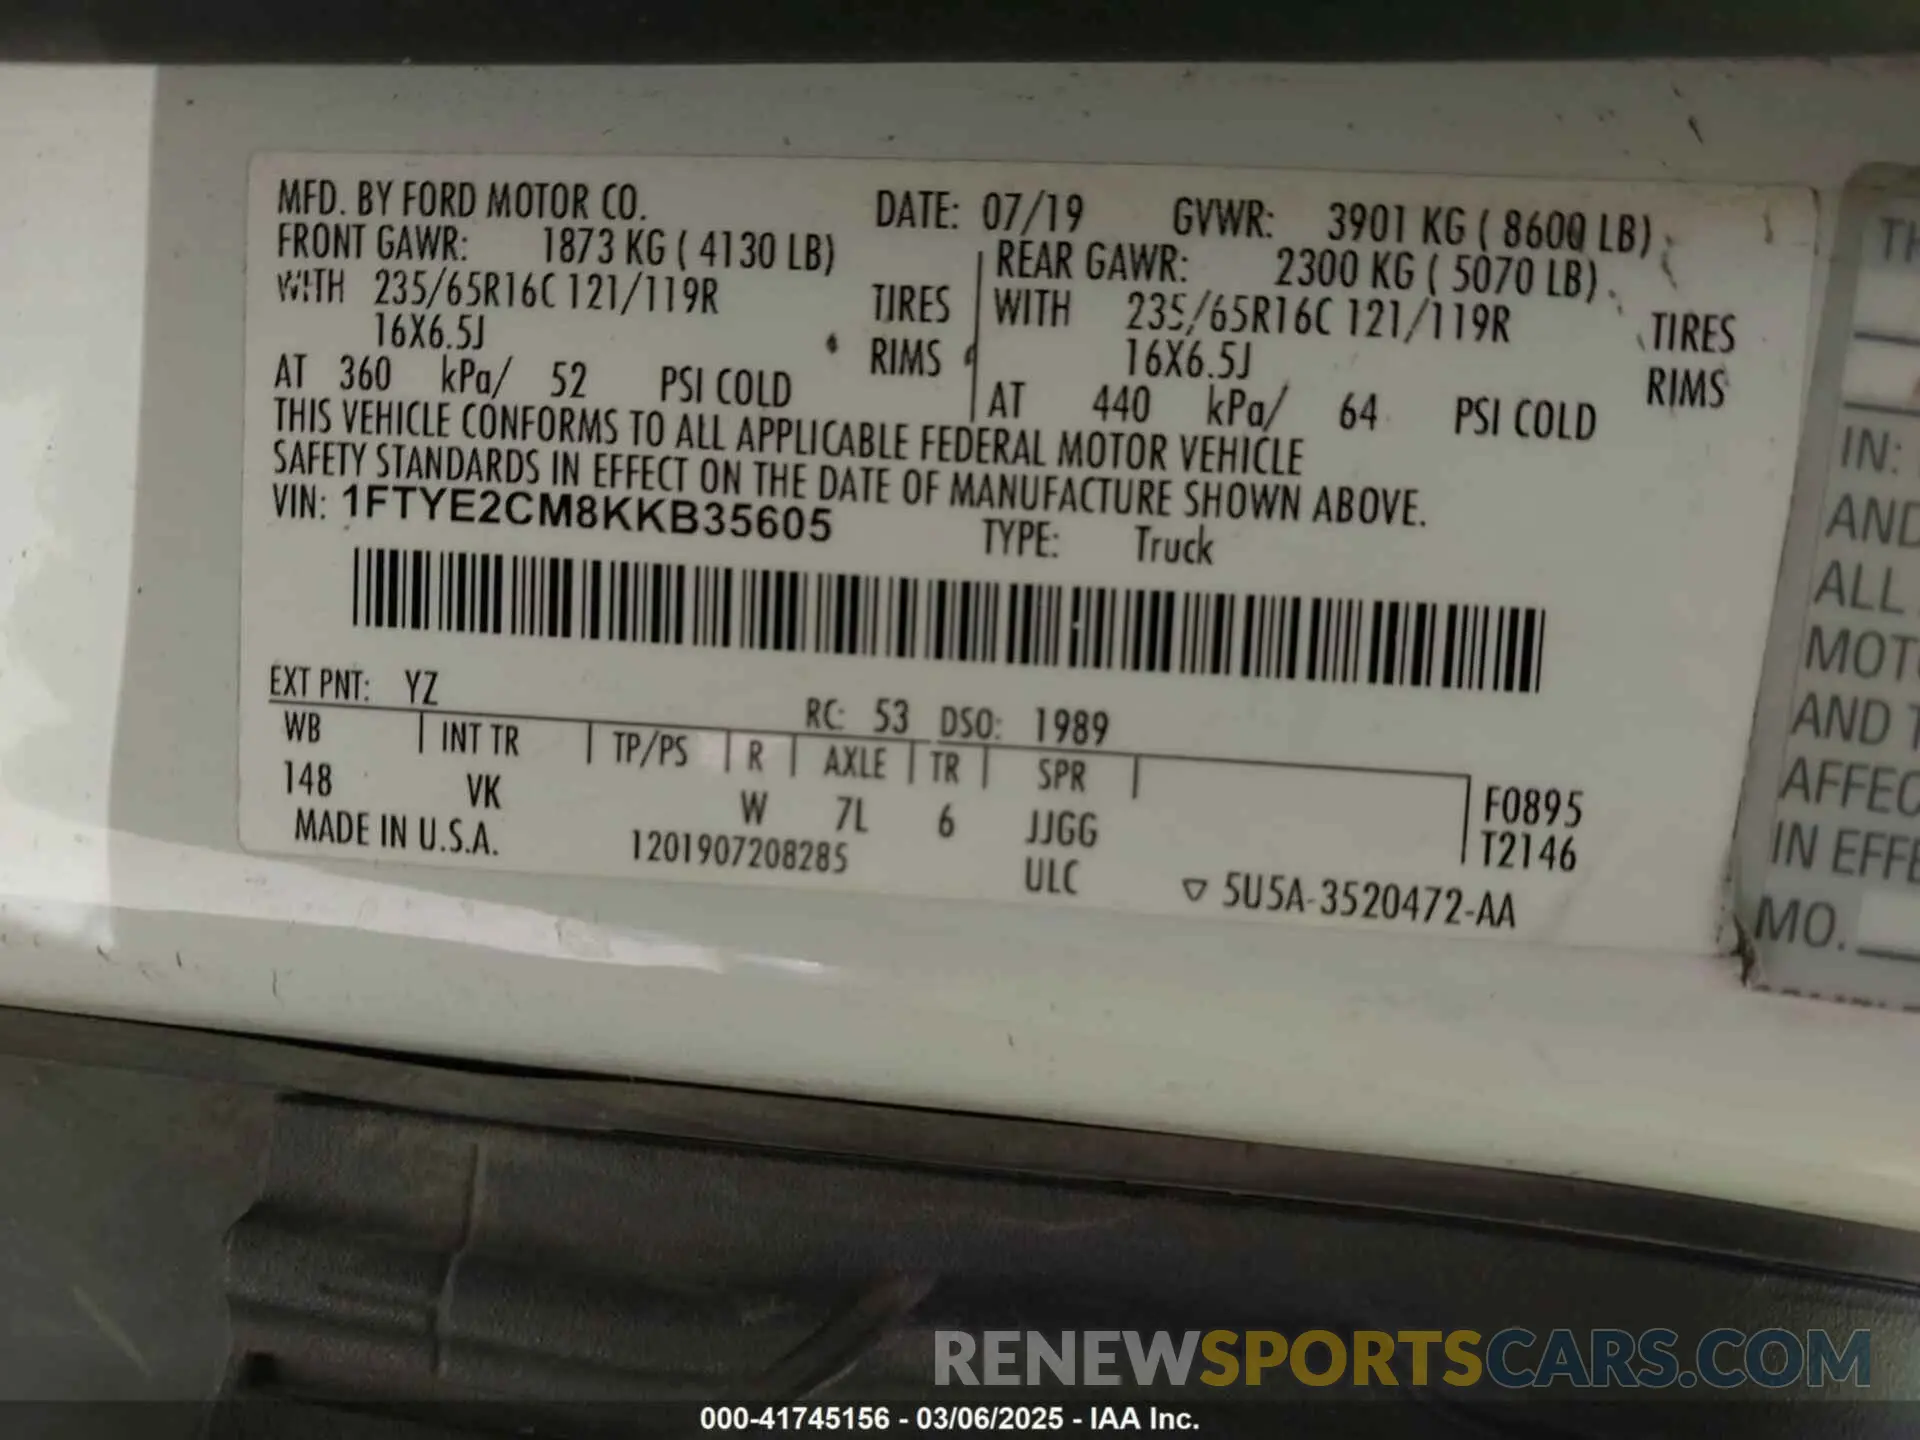 MFD. BY FORD MOTOR CO. DATE: 07/19 GVWR: 3901 KG ( 8600 LB)
FRONT GAWR: 1873 KG ( 4130 LB) REAR GAWR: 2300 KG ( 5070 LB)
WITH 235/65R16C 121/119R TIRES WITH 235/65R16C 121/119R TIRES
16X6.5J RIMS 16X6.5J RIMS
AT 360 kPa/ 52 PSI COLD AT 440 kPa/ 64 PSI COLD
THIS VEHICLE CONFORMS TO ALL APPLICABLE FEDERAL MOTOR VEHICLE
SAFETY STANDARDS IN EFFECT ON THE DATE OF MANUFACTURE SHOWN ABOVE.
VIN: 1FTYE2CM8KKB35605 TYPE: Truck
EXT PNT: YZ RC: 53 DSO: 1989
WB INT TR TP/PS R AXLE TR SPR
148 VK W 7L 6 JJGG F0895
MADE IN U.S.A. 1201907208285 ULC T2146
▽ 5U5A-3520472-AA
IN:
AND
ALL
MOT
AND T
AFFEC
IN EFFE
MO.
RENEWSPORTSCARS.COM
000-41745156 - 03/06/2025 - IAA Inc.